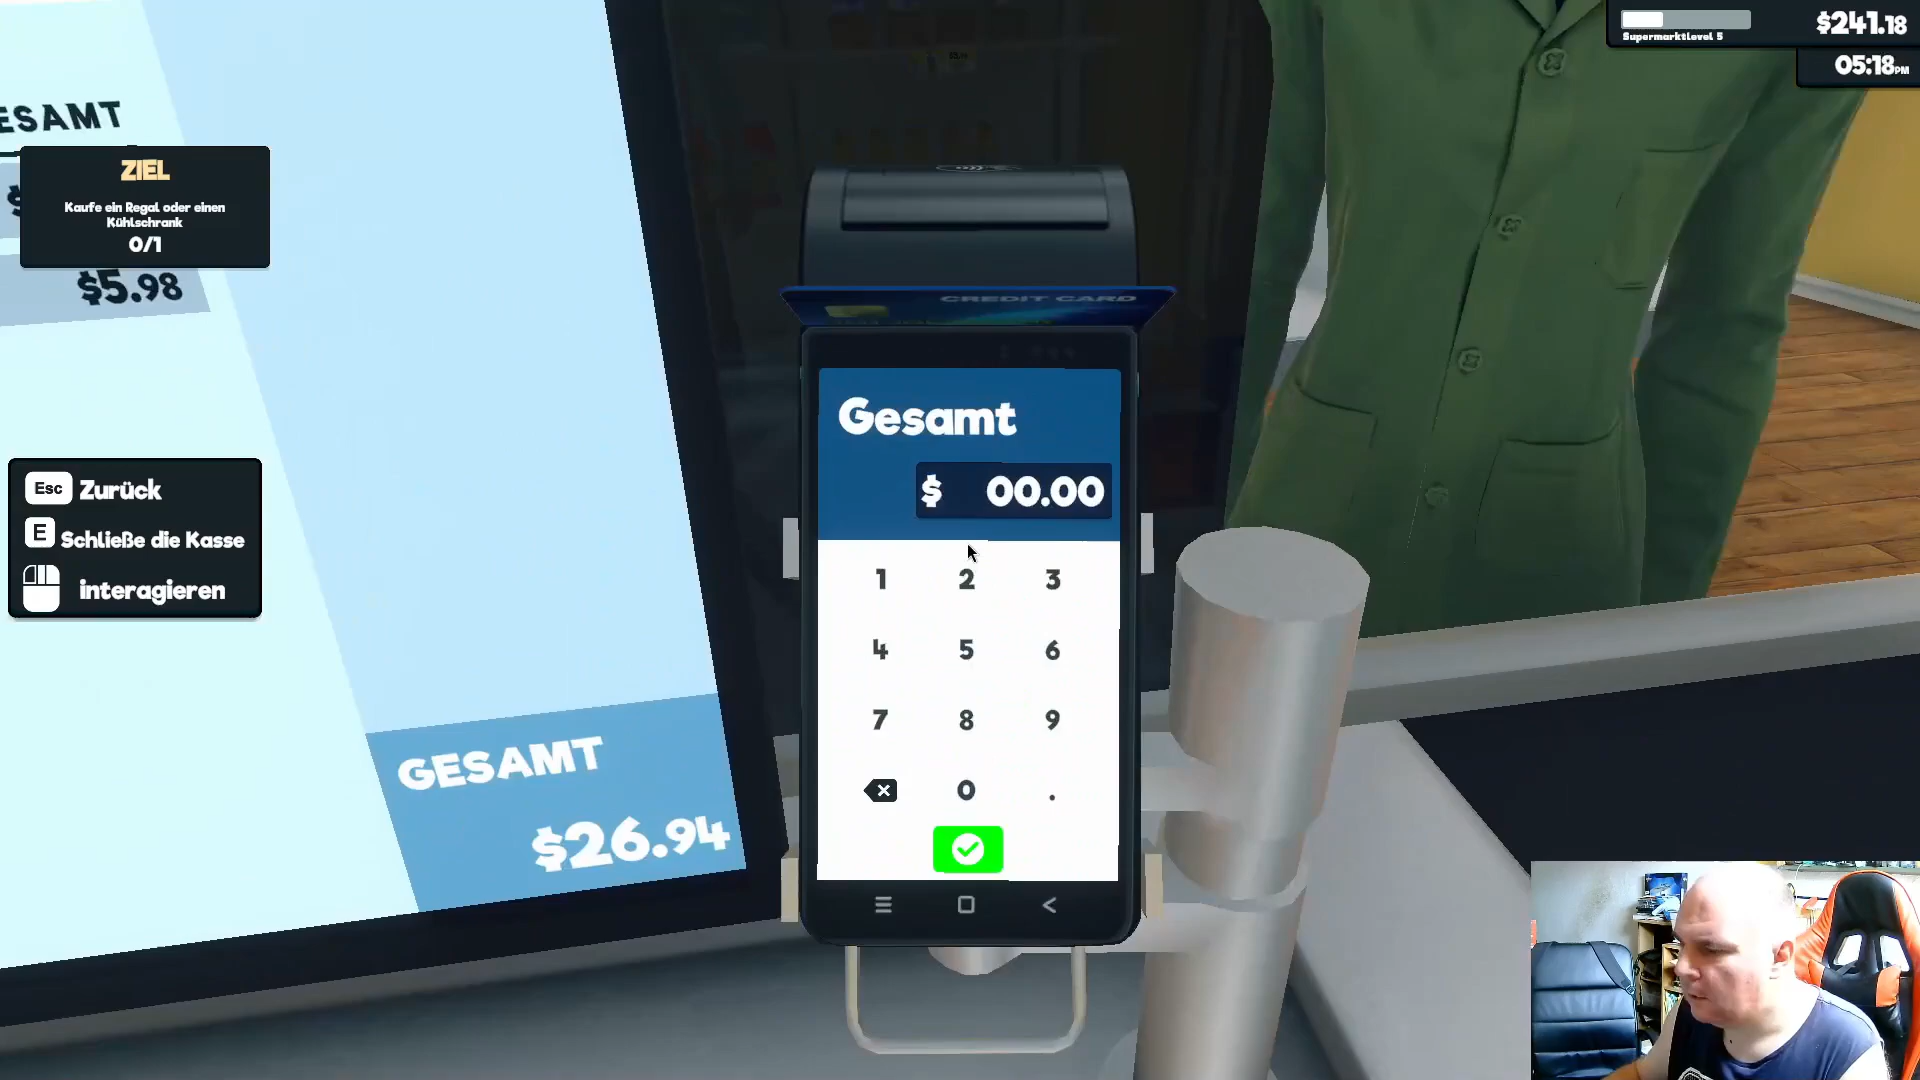 $241.18
Supermarktlevel 5
05:18PM
ESAMT
ZIEL
Kaufe ein Regal oder einen
Kühlschrank
0/1
$5.98
CREDIT CARD
Gesamt
$ 00.00
Esc Zurück
E Schließe die Kasse
interagieren
1 2 3
4 5 6
7 8 9
0 .
GESAMT
$26.94